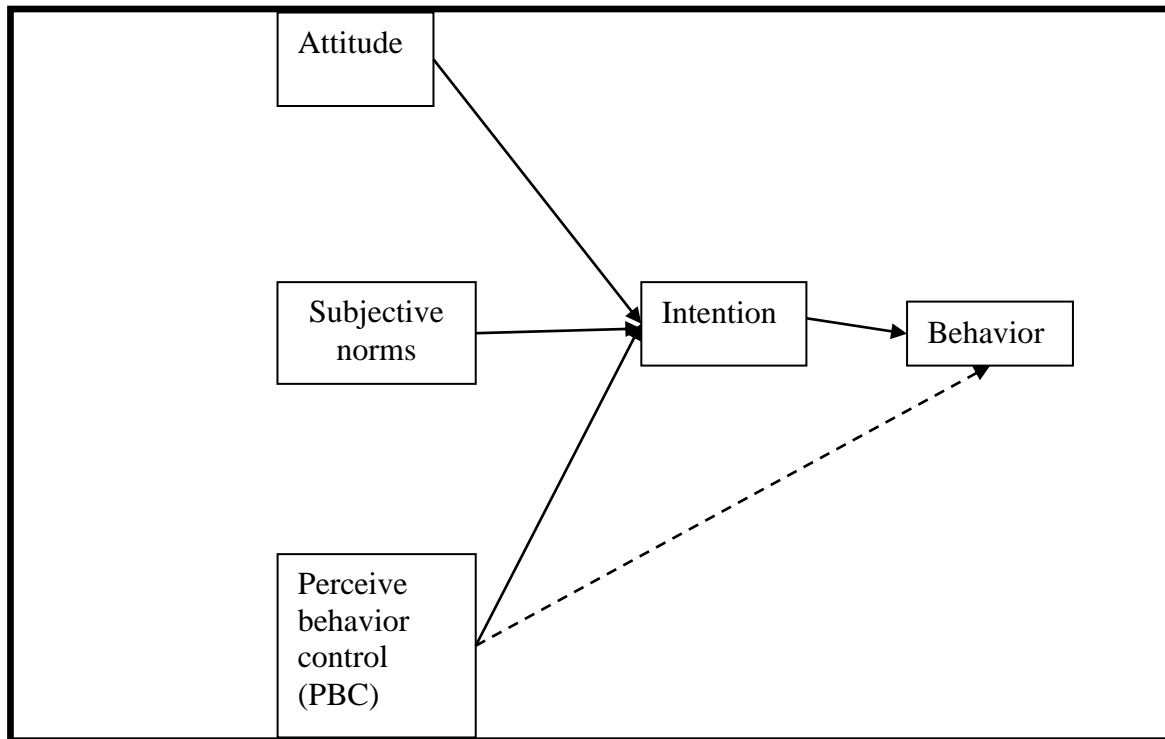 Attitude
Subjective
norms
Intention
Behavior
Perceive
behavior
control
(PBC)